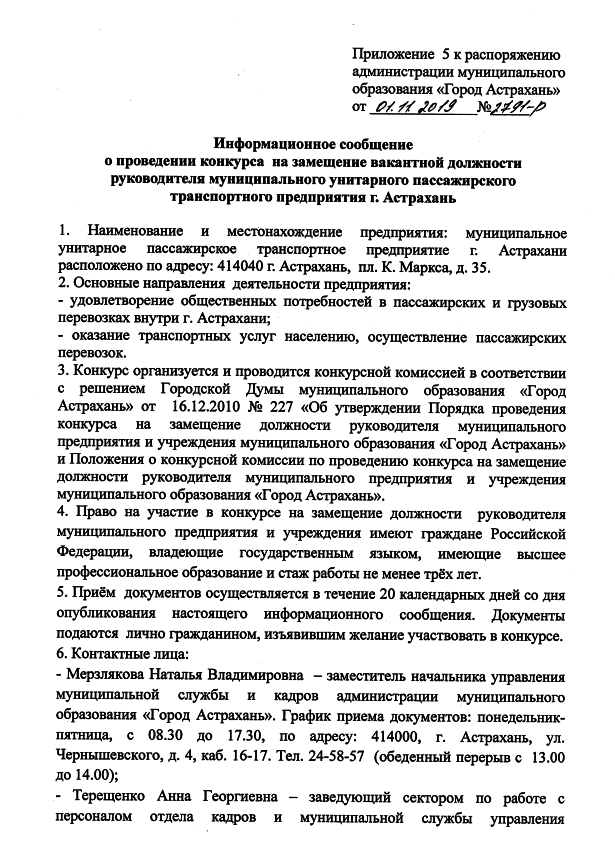 Приложение 5 к распоряжению
администрации муниципального
образования «Город Астрахань»
от 01.11.2019 № 2791-р
Информационное сообщение
о проведении конкурса на замещение вакантной должности
руководителя муниципального унитарного пассажирского
транспортного предприятия г. Астрахань
1. Наименование и местонахождение предприятия: муниципальное
унитарное пассажирское транспортное предприятие г. Астрахани
расположено по адресу: 414040 г. Астрахань, пл. К. Маркса, д. 35.
2. Основные направления деятельности предприятия:
- удовлетворение общественных потребностей в пассажирских и грузовых
перевозках внутри г. Астрахани;
- оказание транспортных услуг населению, осуществление пассажирских
перевозок.
3. Конкурс организуется и проводится конкурсной комиссией в соответствии
с решением Городской Думы муниципального образования «Город
Астрахань» от 16.12.2010 № 227 «Об утверждении Порядка проведения
конкурса на замещение должности руководителя муниципального
предприятия и учреждения муниципального образования «Город Астрахань»
и Положения о конкурсной комиссии по проведению конкурса на замещение
должности руководителя муниципального предприятия и учреждения
муниципального образования «Город Астрахань».
4. Право на участие в конкурсе на замещение должности руководителя
муниципального предприятия и учреждения имеют граждане Российской
Федерации, владеющие государственным языком, имеющие высшее
профессиональное образование и стаж работы не менее трёх лет.
5. Приём документов осуществляется в течение 20 календарных дней со дня
опубликования настоящего информационного сообщения. Документы
подаются лично гражданином, изъявившим желание участвовать в конкурсе.
6. Контактные лица:
- Мерзлякова Наталья Владимировна – заместитель начальника управления
муниципальной службы и кадров администрации муниципального
образования «Город Астрахань». График приема документов: понедельник-
пятница, с 08.30 до 17.30, по адресу: 414000, г. Астрахань, ул.
Чернышевского, д. 4, каб. 16-17. Тел. 24-58-57 (обеденный перерыв с 13.00
до 14.00);
- Терещенко Анна Георгиевна – заведующий сектором по работе с
персоналом отдела кадров и муниципальной службы управления